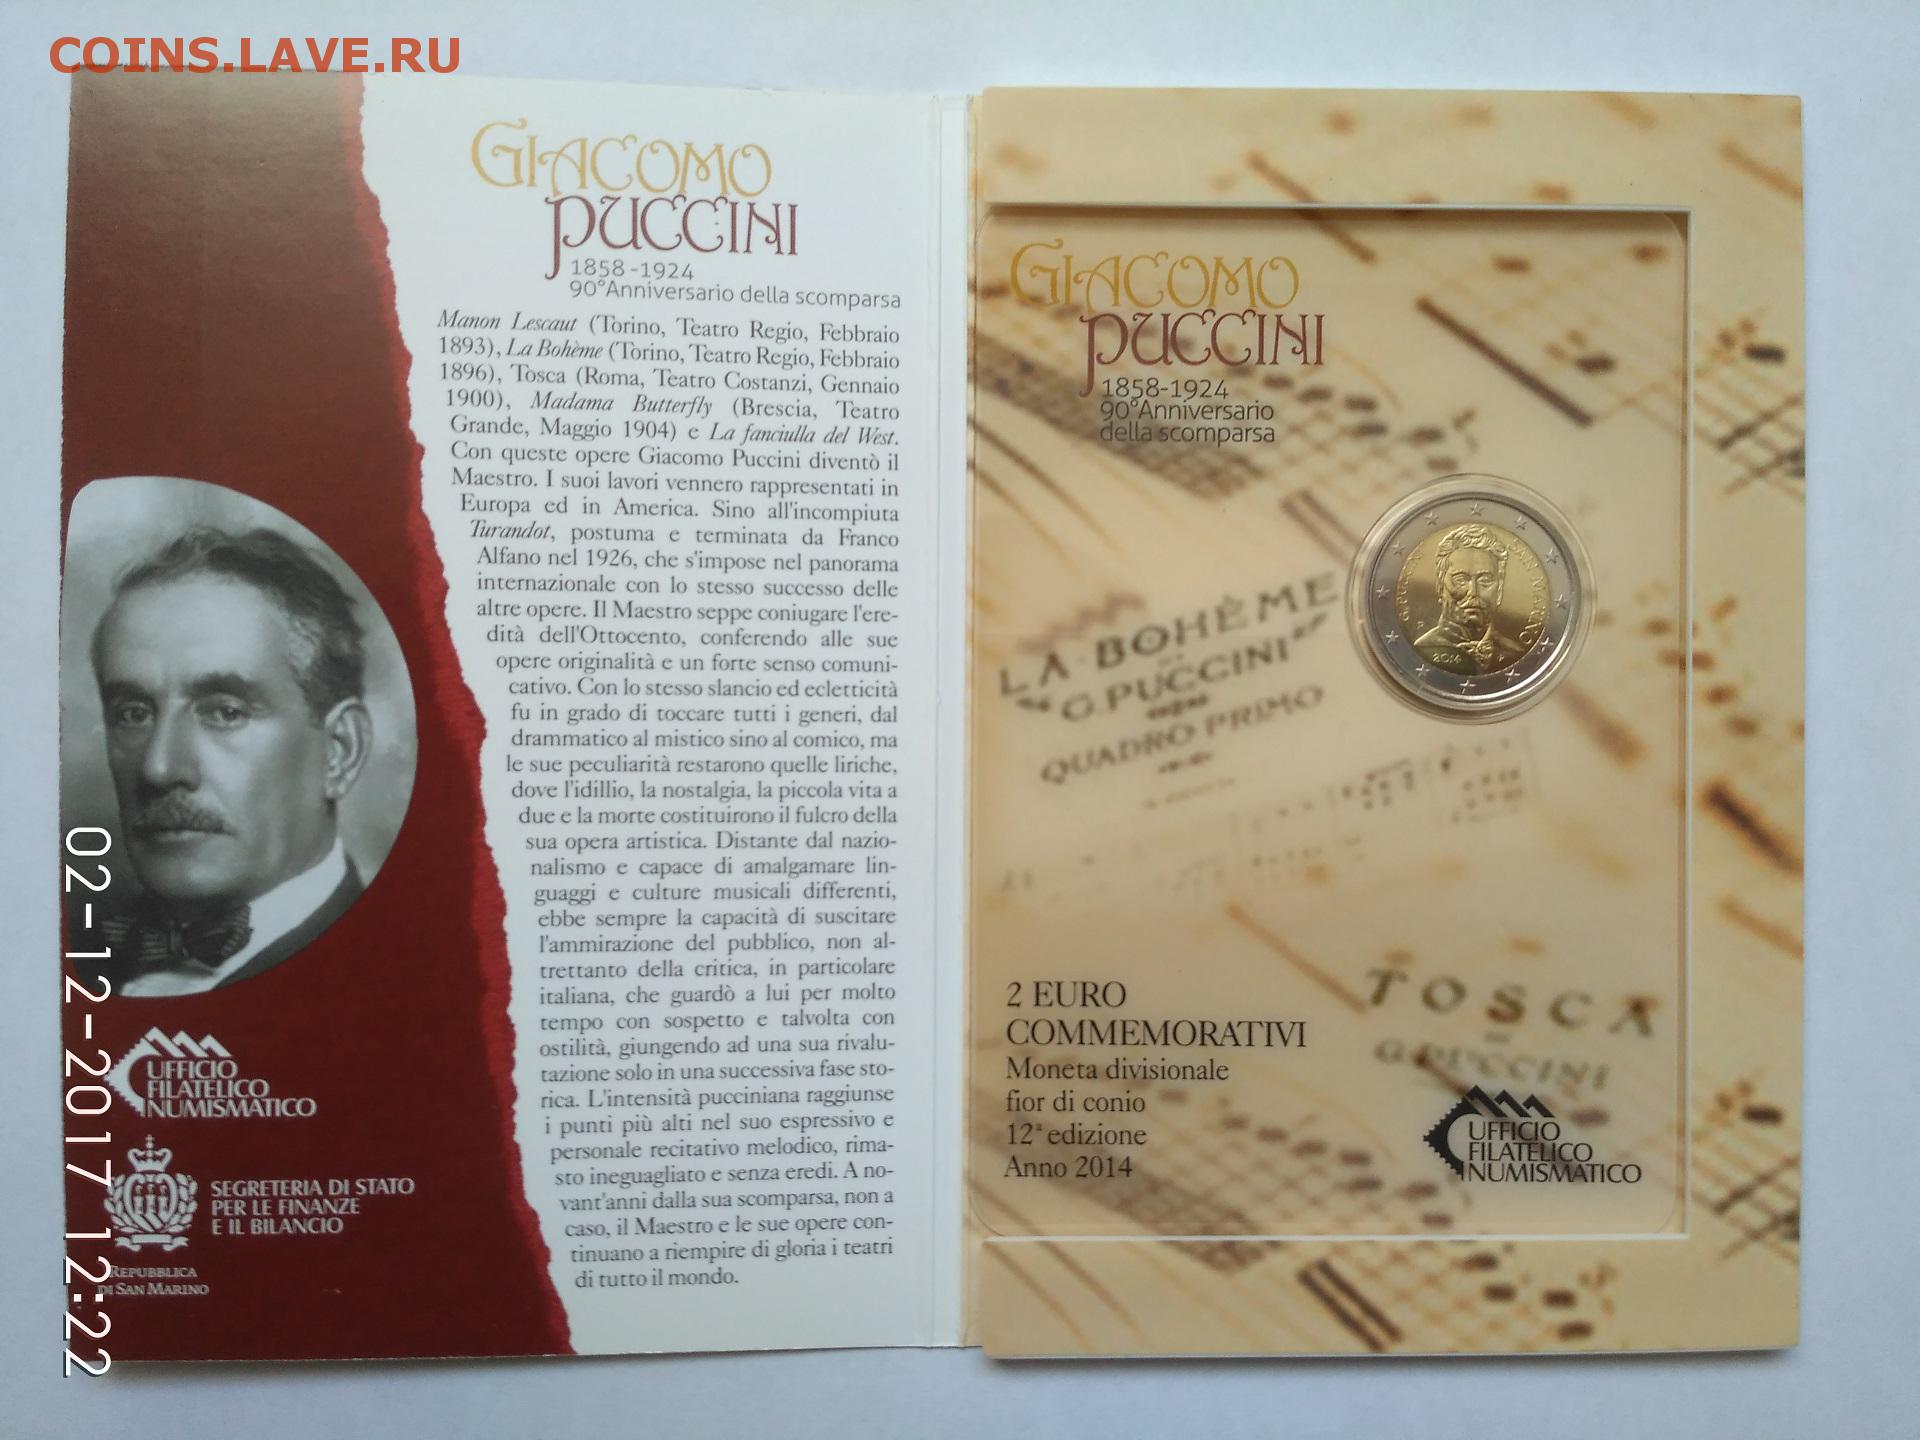 COINS.LAVE.RU
GIACOMO
PUCCINI
1858-1924
90°Anniversario della scomparsa
Manon Lescaut (Torino, Teatro Regio, Febbraio
1893), La Bohème (Torino, Teatro Regio, Febbraio
1896), Tosca (Roma, Teatro Costanzi, Gennaio
1900), Madama Butterfly (Brescia, Teatro
Grande, Maggio 1904) e La fanciulla del West.
Con queste opere Giacomo Puccini diventò il
Maestro. I suoi lavori vennero rappresentati in
Europa ed in America. Sino all'incompiuta
Turandot, postuma e terminata da Franco
Alfano nel 1926, che s'impose nel panorama
internazionale con lo stesso successo delle
altre opere. Il Maestro seppe coniugare l'ere-
dità dell'Ottocento, conferendo alle sue
opere originalità e un forte senso comuni-
cativo. Con lo stesso slancio ed ecletticità
fu in grado di toccare tutti i generi, dal
drammatico al mistico sino al comico, ma
le sue peculiarità restarono quelle liriche,
dove l'idillio, la nostalgia, la piccola vita a
due e la morte costituirono il fulcro della
sua opera artistica. Distante dal nazio-
nalismo e capace di amalgamare lin-
guaggi e culture musicali differenti,
ebbe sempre la capacità di suscitare
l'ammirazione del pubblico, non al-
trettanto della critica, in particolare
italiana, che guardò a lui per molto
tempo con sospetto e talvolta con
ostilità, giungendo ad una sua rivalu-
tazione solo in una successiva fase sto-
rica. L'intensità pucciniana raggiunse
i punti più alti nel suo espressivo e
personale recitativo melodico, rima-
sto ineguagliato e senza eredi. A no-
vant'anni dalla sua scomparsa, non a
caso, il Maestro e le sue opere con-
tinuano a riempire di gloria i teatri
di tutto il mondo.
UFFICIO
FILATELICO
NUMISMATICO
SEGRETERIA DI STATO
PER LE FINANZE
E IL BILANCIO
REPUBBLICA
DI SAN MARINO
02-12-2017 12:22
GIACOMO
PUCCINI
1858-1924
90°Anniversario
della scomparsa
G. PUCCINI
SAN MARINO
R
2014
LA BOHÈME
DI
G. PUCCINI
QUADRO PRIMO
TOSCA
G. PUCCINI
2 EURO
COMMEMORATIVI
Moneta divisionale
fior di conio
12ª edizione
Anno 2014
UFFICIO
FILATELICO
NUMISMATICO